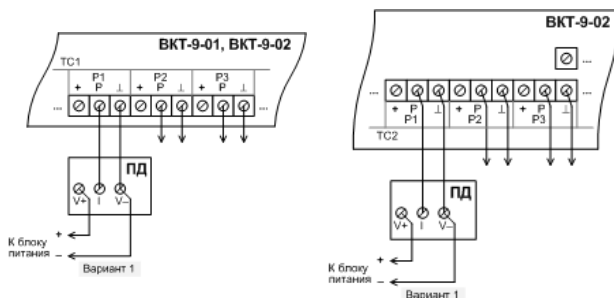 ВКТ-9-01, ВКТ-9-02
ТС1
P1 P2 P3
+ P ⊥ + P ⊥ + P ⊥
... ...
ПД
V+ I V–
К блоку питания
+
–
Вариант 1
ВКТ-9-02
...
... ...
+ P ⊥ + P ⊥ + P ⊥
P1 P2 P3
ТС2
ПД
V+ I V–
К блоку питания
+
–
Вариант 1